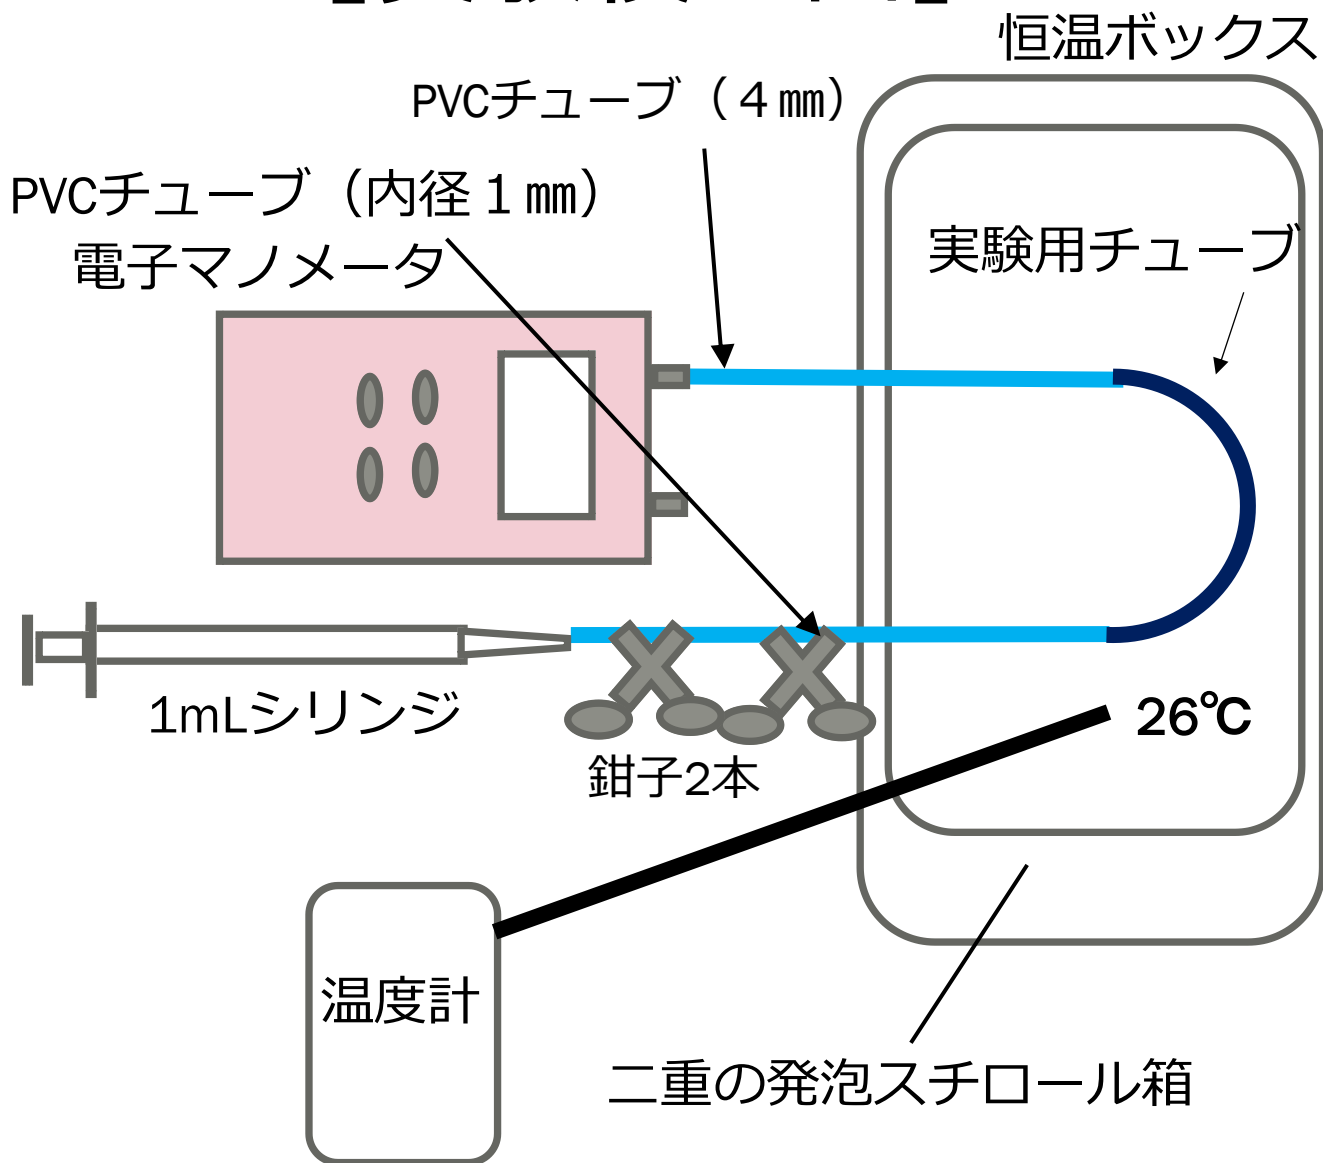 恒温ボックス
PVCチューブ（4㎜）
PVCチューブ（内径1㎜）
電子マノメータ
実験用チューブ
1mLシリンジ
26℃
鉗子2本
温度計
二重の発泡スチロール箱